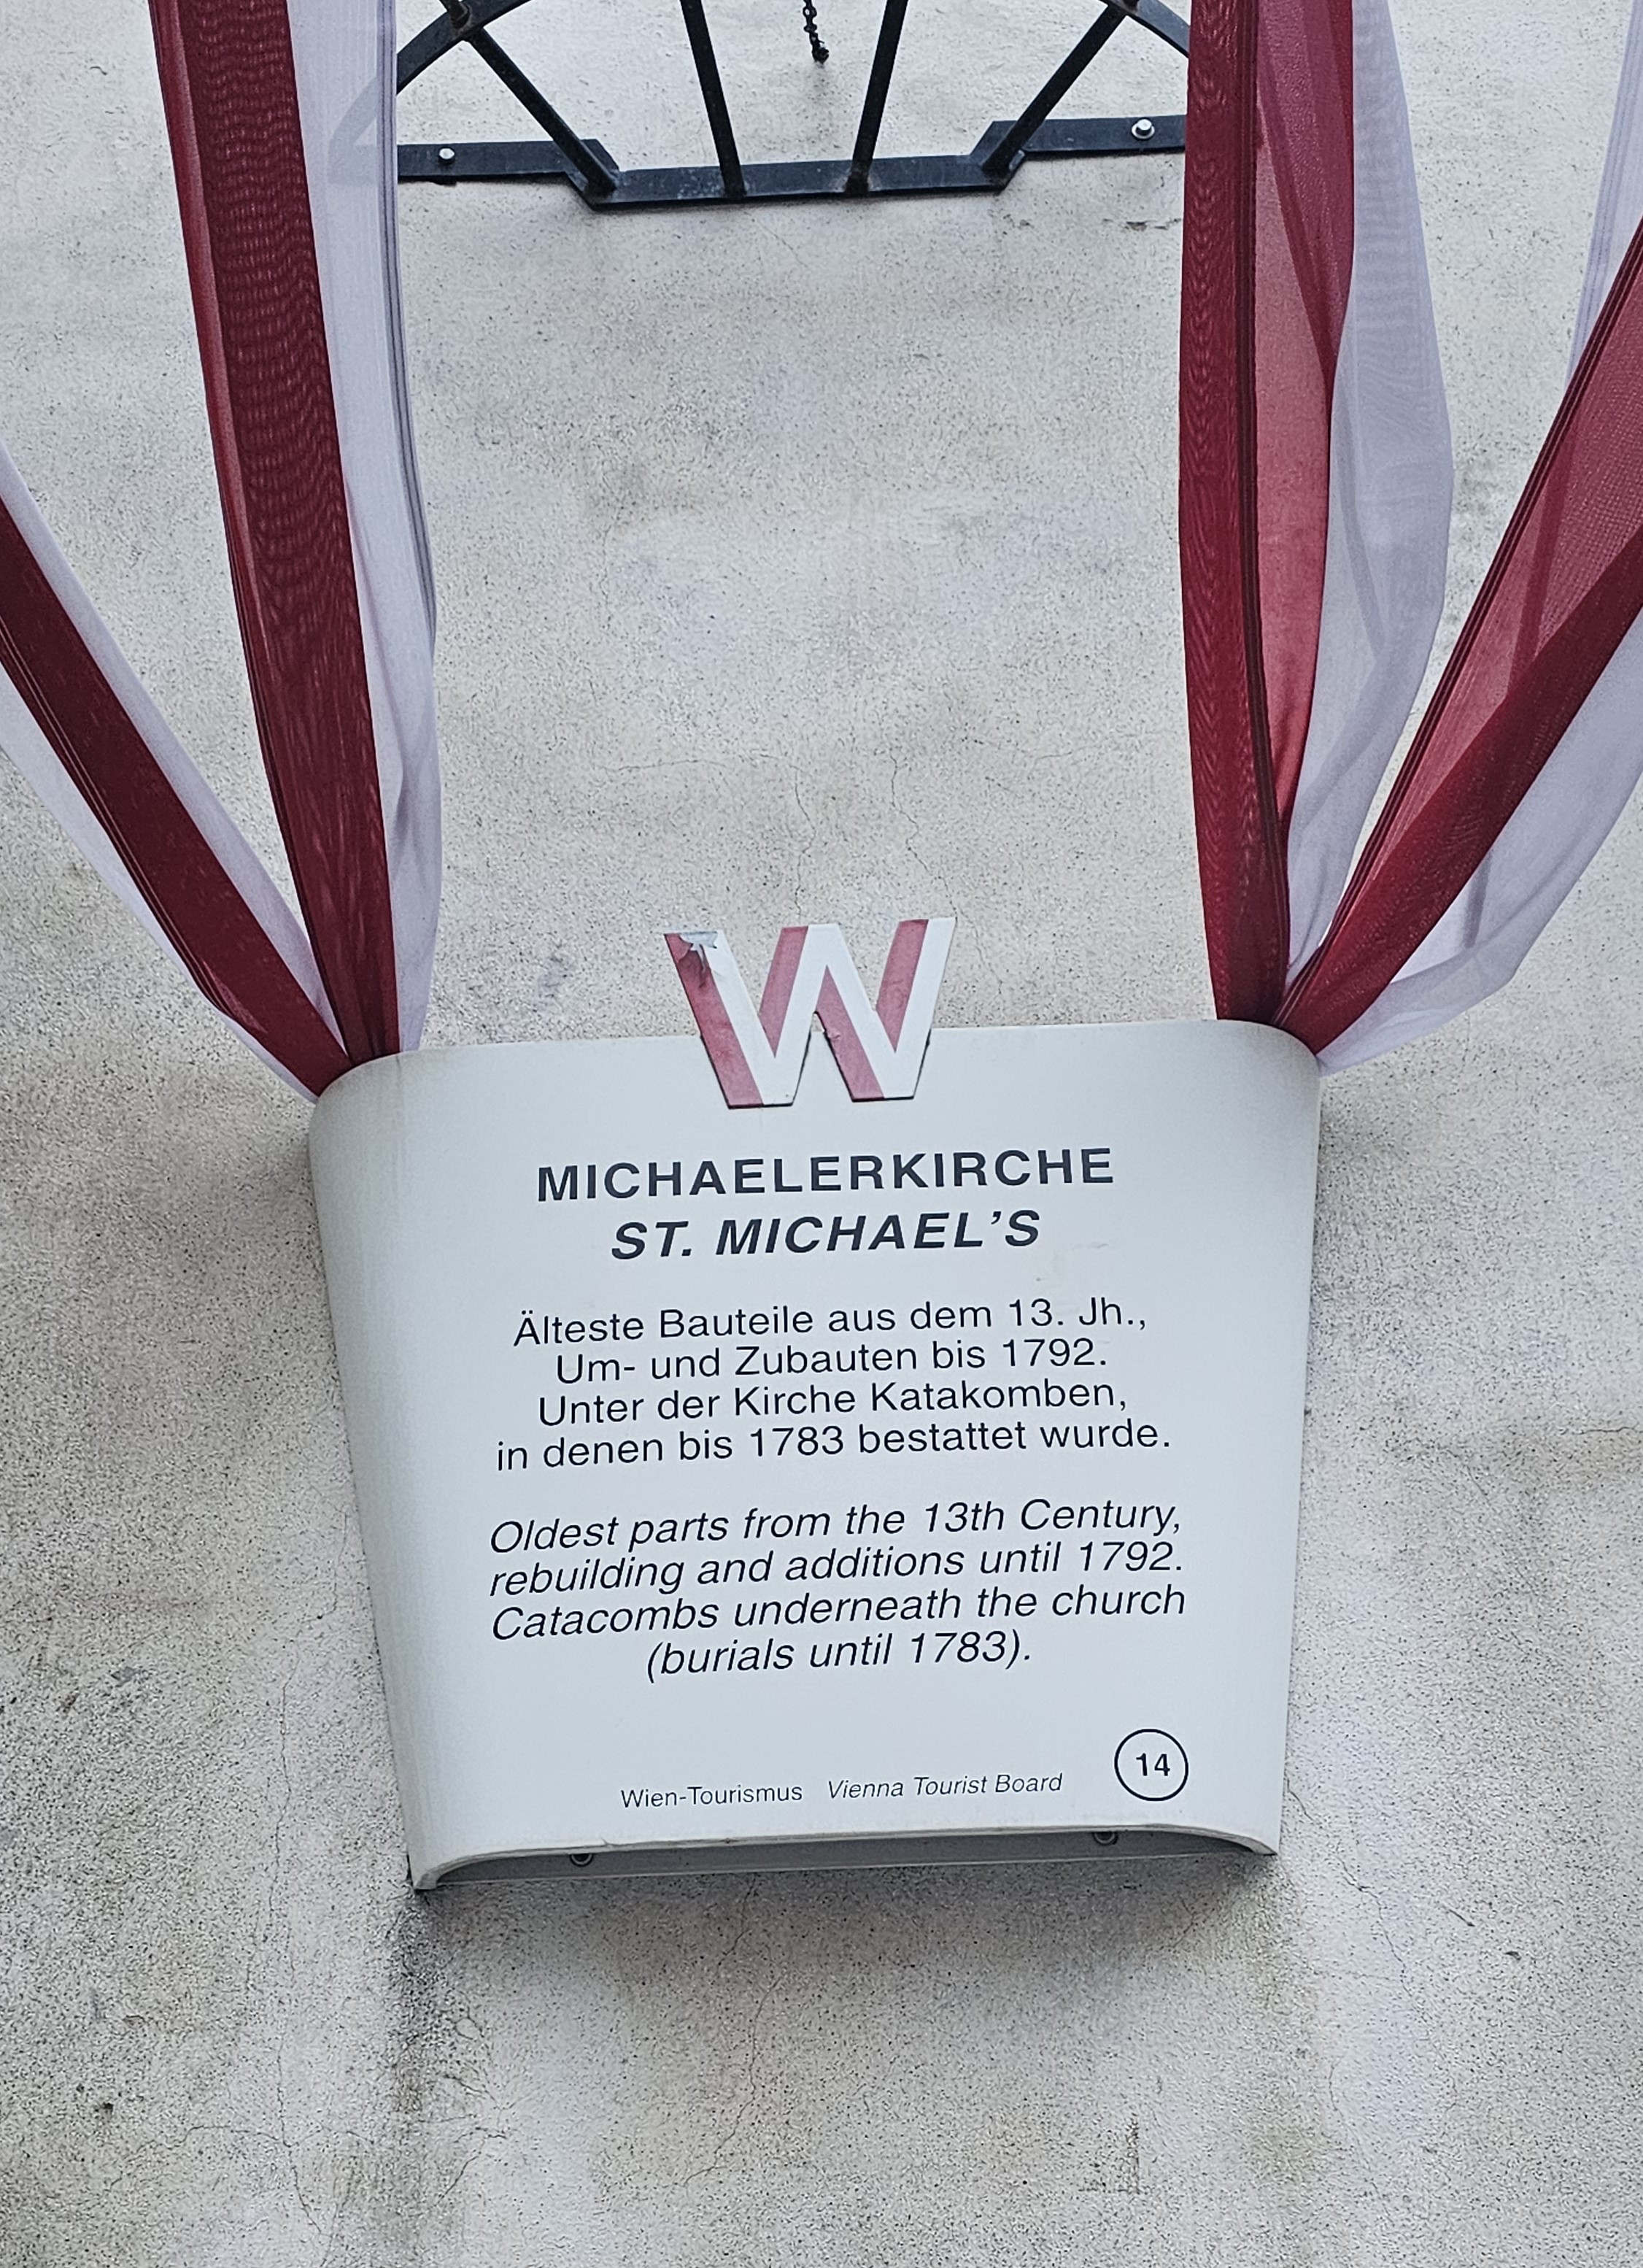 W
MICHAELERKIRCHE
ST. MICHAEL'S
Älteste Bauteile aus dem 13. Jh.,
Um- und Zubauten bis 1792.
Unter der Kirche Katakomben,
in denen bis 1783 bestattet wurde.
Oldest parts from the 13th Century,
rebuilding and additions until 1792.
Catacombs underneath the church
(burials until 1783).
Wien-Tourismus Vienna Tourist Board 14